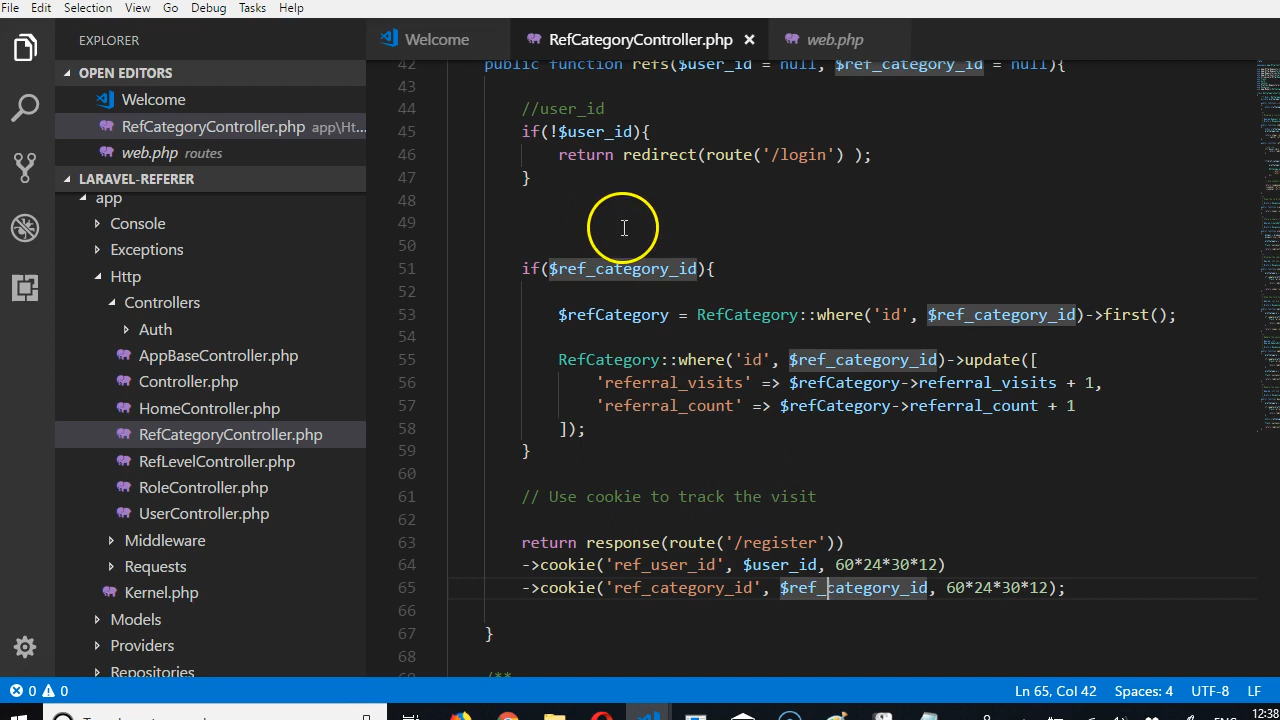 File Edit Selection View Go Debug Tasks Help
EXPLORER
OPEN EDITORS
Welcome
RefCategoryController.php app\Ht...
web.php routes
LARAVEL-REFERER
app
Console
Exceptions
Http
Controllers
Auth
AppBaseController.php
Controller.php
HomeController.php
RefCategoryController.php
RefLevelController.php
RoleController.php
UserController.php
Middleware
Requests
Kernel.php
Models
Providers
Repositories
Welcome RefCategoryController.php web.php
42 public function refs($user_id = null, $ref_category_id = null){
43
44 //user_id
45 if(!$user_id){
46 return redirect(route('/login') );
47 }
48
49
50
51 if($ref_category_id){
52
53 $refCategory = RefCategory::where('id', $ref_category_id)->first();
54
55 RefCategory::where('id', $ref_category_id)->update([
56 'referral_visits' => $refCategory->referral_visits + 1,
57 'referral_count' => $refCategory->referral_count + 1
58 ]);
59 }
60
61 // Use cookie to track the visit
62
63 return response(route('/register'))
64 ->cookie('ref_user_id', $user_id, 60*24*30*12)
65 ->cookie('ref_category_id', $ref_category_id, 60*24*30*12);
66
67 }
68
/**
0 0 Ln 65, Col 42 Spaces: 4 UTF-8 LF
12:38